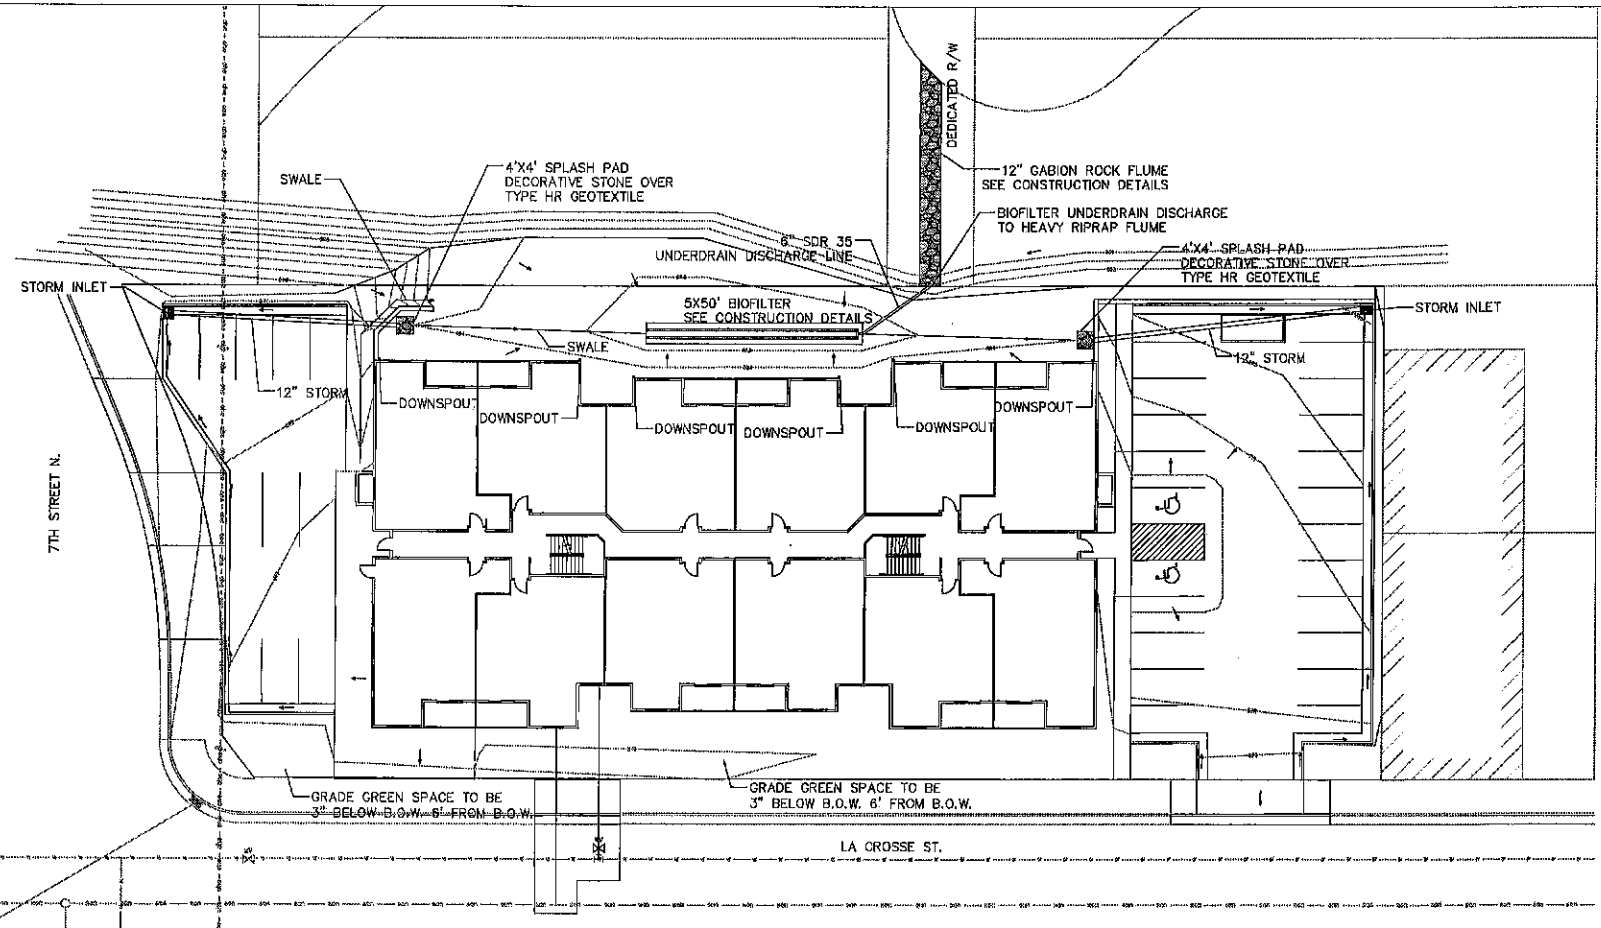 DEDICATED R/W
4'X4' SPLASH PAD
DECORATIVE STONE OVER
TYPE HR GEOTEXTILE
SWALE
12" GABION ROCK FLUME
SEE CONSTRUCTION DETAILS
BIOFILTER UNDERDRAIN DISCHARGE
TO HEAVY RIPRAP FLUME
6" SDR 35
UNDERDRAIN DISCHARGE LINE
4'X4' SPLASH PAD
DECORATIVE STONE OVER
TYPE HR GEOTEXTILE
STORM INLET
5X50' BIOFILTER
SEE CONSTRUCTION DETAILS
STORM INLET
SWALE
12" STORM
12" STORM
DOWNSPOUT
DOWNSPOUT
DOWNSPOUT
DOWNSPOUT
DOWNSPOUT
DOWNSPOUT
7TH STREET N.
GRADE GREEN SPACE TO BE
3" BELOW B.O.W. 6' FROM B.O.W.
GRADE GREEN SPACE TO BE
3" BELOW B.O.W. 6' FROM B.O.W.
LA CROSSE ST.